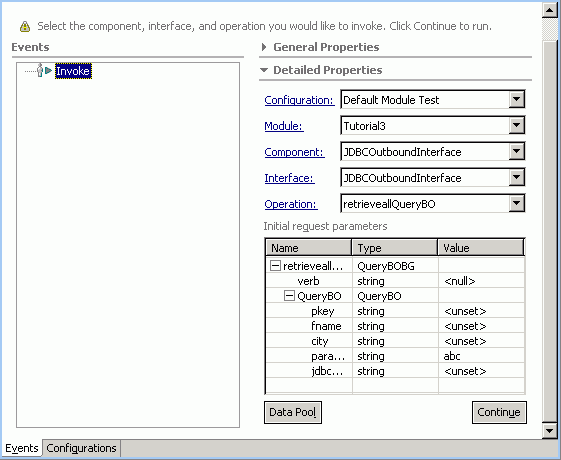 Select the component, interface, and operation you would like to invoke. Click Continue to run.
Events
Invoke
General Properties
Detailed Properties
Configuration: Default Module Test
Module: Tutorial3
Component: JDBCOutboundInterface
Interface: JDBCOutboundInterface
Operation: retrieveallQueryBO
Initial request parameters
Name Type Value
retrieveall... QueryBOBG
verb string <null>
QueryBO QueryBO
pkey string <unset>
fname string <unset>
city string <unset>
para... string abc
jdbc... string <unset>
Data Pool Continue
Events Configurations